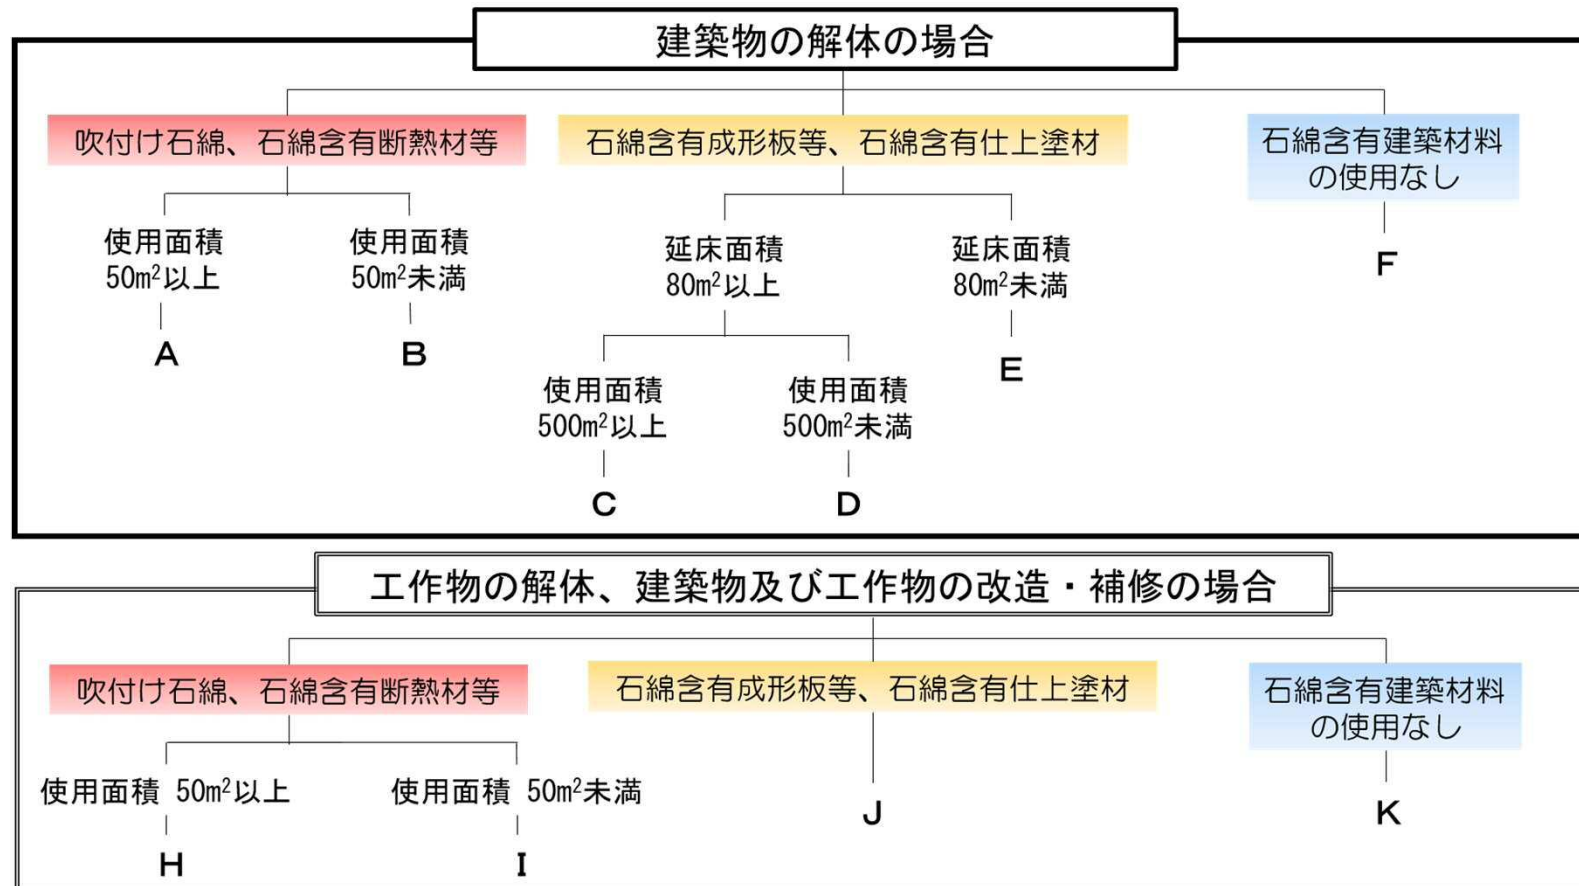 建築物の解体の場合
吹付け石綿、石綿含有断熱材等
石綿含有成形板等、石綿含有仕上塗材
石綿含有建築材料
の使用なし
使用面積
50m²以上
使用面積
50m²未満
延床面積
80m²以上
延床面積
80m²未満
F
A
B
E
使用面積
500m²以上
使用面積
500m²未満
C
D
工作物の解体、建築物及び工作物の改造・補修の場合
吹付け石綿、石綿含有断熱材等
石綿含有成形板等、石綿含有仕上塗材
石綿含有建築材料
の使用なし
使用面積 50m²以上
使用面積 50m²未満
J
K
H
I